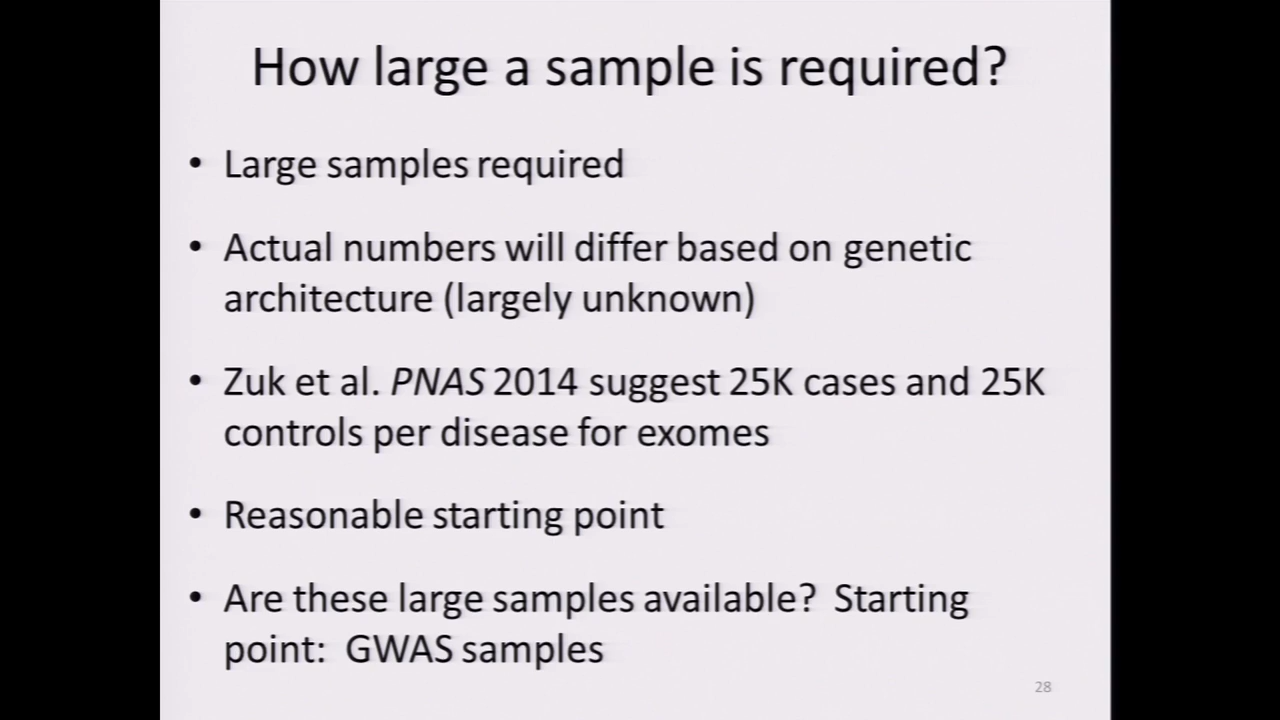 How large a sample is required?
• Large samples required
• Actual numbers will differ based on genetic
architecture (largely unknown)
• Zuk et al. PNAS 2014 suggest 25K cases and 25K
controls per disease for exomes
• Reasonable starting point
• Are these large samples available?  Starting
point:  GWAS samples
28